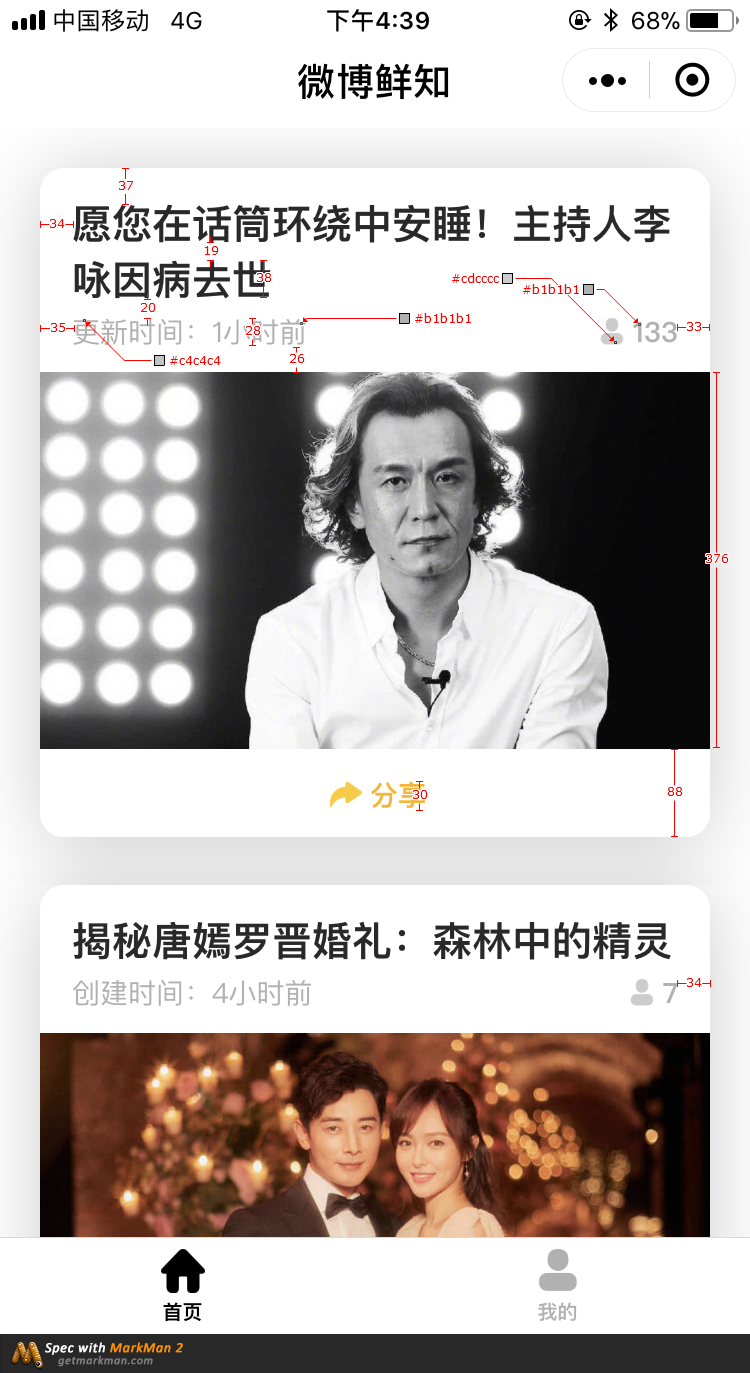 中国移动 4G 下午4:39 68%
微博鲜知
37
34
愿您在话筒环绕中安睡！主持人李
19
咏因病去世
38
#cdcccc
#b1b1b1
20
35
更新时间：1小时前
28
#b1b1b1
133
33
#c4c4c4
26
376
分享
30
88
揭秘唐嫣罗晋婚礼：森林中的精灵
创建时间：4小时前
7
34
首页 我的
Spec with MarkMan 2
getmarkman.com